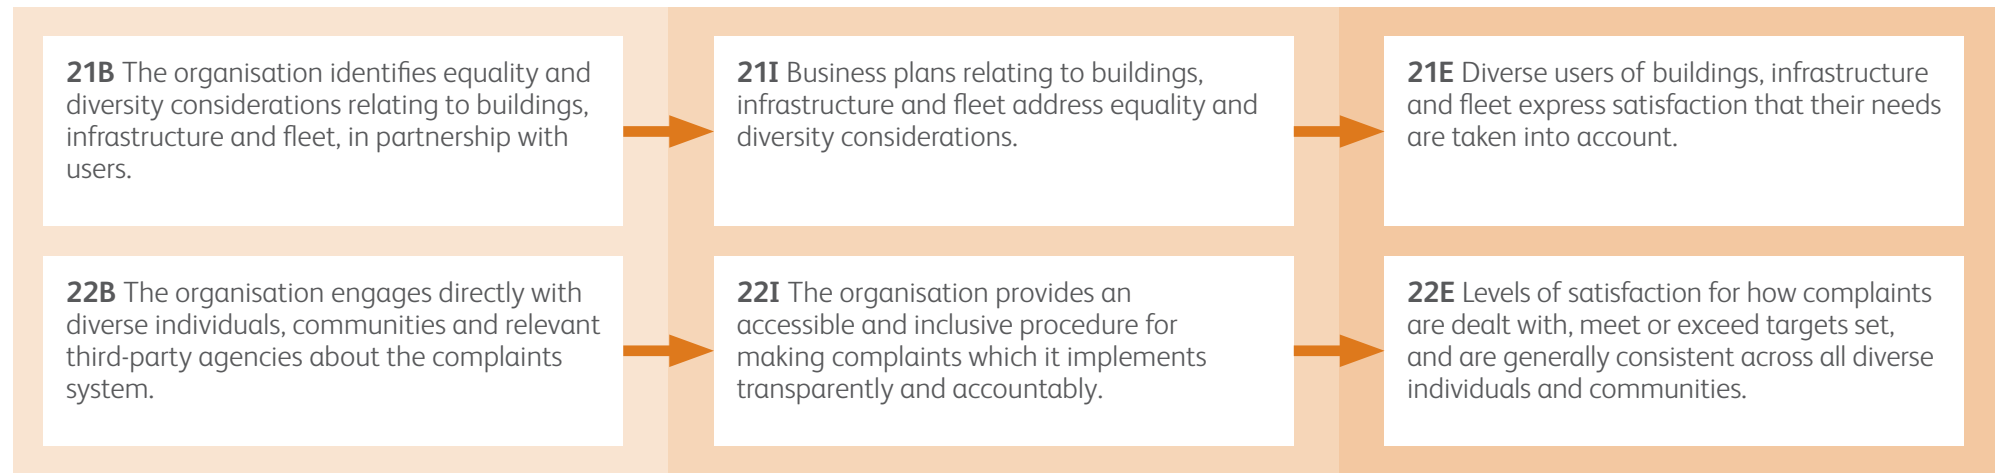 21B The organisation identifies equality and
diversity considerations relating to buildings,
infrastructure and fleet, in partnership with
users.
21I Business plans relating to buildings,
infrastructure and fleet address equality and
diversity considerations.
21E Diverse users of buildings, infrastructure
and fleet express satisfaction that their needs
are taken into account.
22B The organisation engages directly with
diverse individuals, communities and relevant
third-party agencies about the complaints
system.
22I The organisation provides an
accessible and inclusive procedure for
making complaints which it implements
transparently and accountably.
22E Levels of satisfaction for how complaints
are dealt with, meet or exceed targets set,
and are generally consistent across all diverse
individuals and communities.